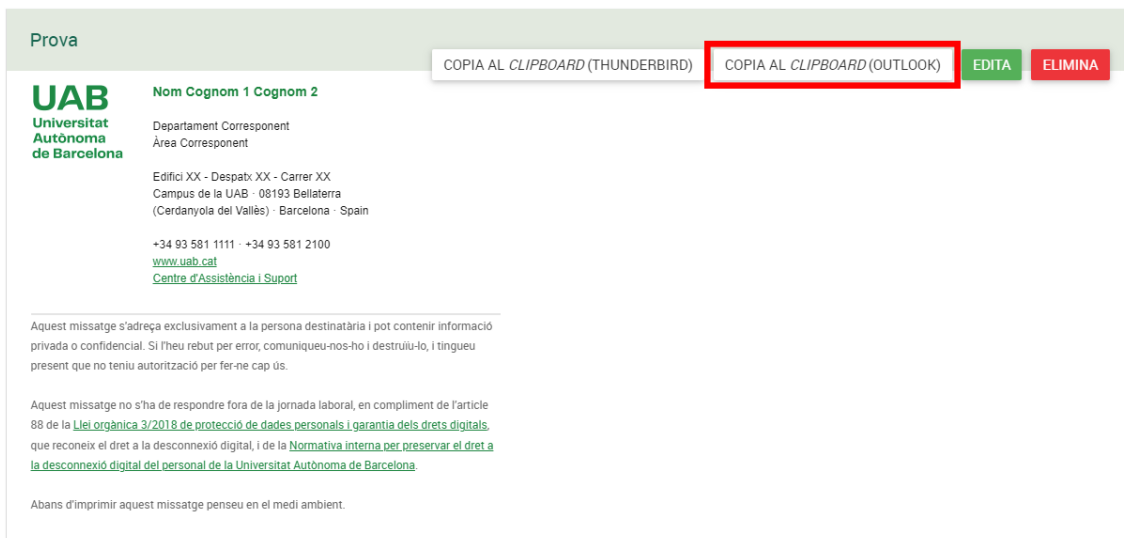 Prova
COPIA AL CLIPBOARD (THUNDERBIRD)
COPIA AL CLIPBOARD (OUTLOOK)
EDITA
ELIMINA
UAB
Universitat
Autònoma
de Barcelona
Nom Cognom 1 Cognom 2
Departament Corresponent
Àrea Corresponent
Edifici XX - Despatx XX - Carrer XX
Campus de la UAB · 08193 Bellaterra
(Cerdanyola del Vallès) · Barcelona · Spain
+34 93 581 1111 · +34 93 581 2100
www.uab.cat
Centre d'Assistència i Suport
Aquest missatge s'adreça exclusivament a la persona destinatària i pot contenir informació
privada o confidencial. Si l'heu rebut per error, comuniqueu-nos-ho i destruïu-lo, i tingueu
present que no teniu autorització per fer-ne cap ús.
Aquest missatge no s'ha de respondre fora de la jornada laboral, en compliment de l'article
88 de la Llei orgànica 3/2018 de protecció de dades personals i garantia dels drets digitals,
que reconeix el dret a la desconnexió digital, i de la Normativa interna per preservar el dret a
la desconnexió digital del personal de la Universitat Autònoma de Barcelona.
Abans d'imprimir aquest missatge penseu en el medi ambient.